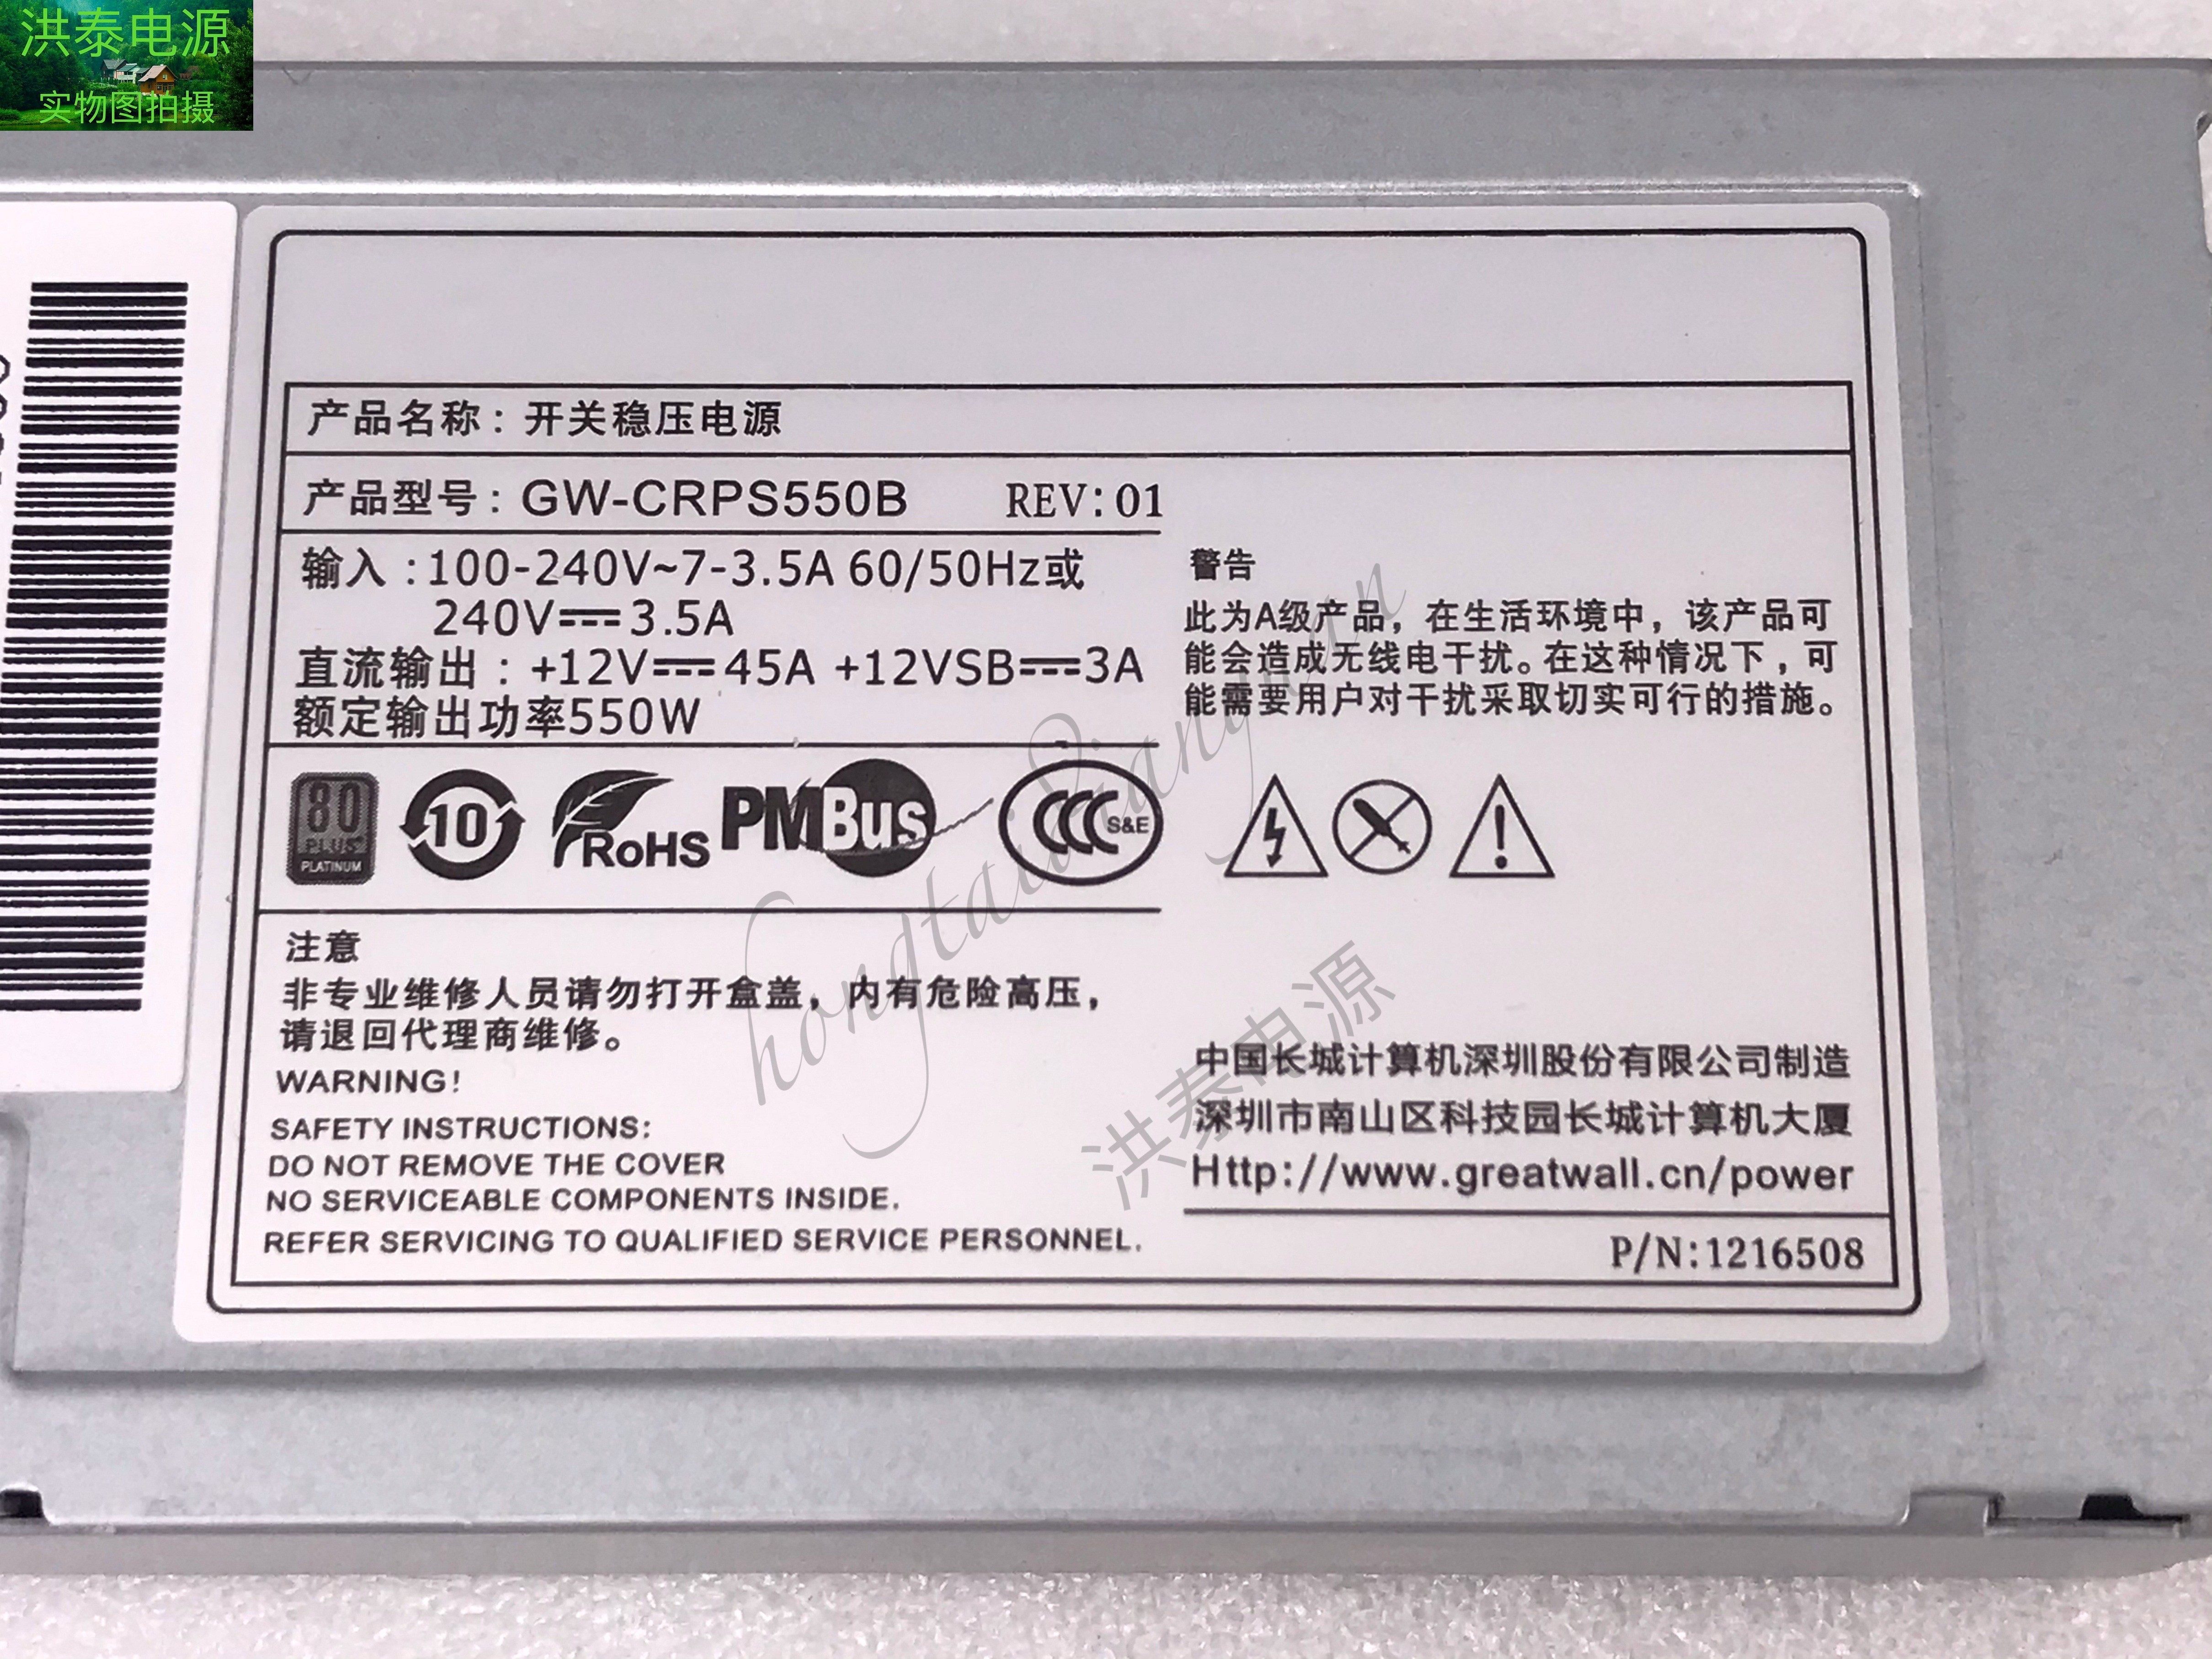 洪泰电源
实物图拍摄
产品名称：开关稳压电源
产品型号：GW-CRPS550B REV:01
输入：100-240V~7-3.5A 60/50Hz或
240V⎓3.5A
直流输出：+12V⎓45A +12VSB⎓3A
额定输出功率550W
80
PLUS
PLATINUM
10
RoHS
PMBus
CCC S&E
注意
非专业维修人员请勿打开盒盖，内有危险高压，
请退回代理商维修。
WARNING!
SAFETY INSTRUCTIONS:
DO NOT REMOVE THE COVER
NO SERVICEABLE COMPONENTS INSIDE.
REFER SERVICING TO QUALIFIED SERVICE PERSONNEL.
警告
此为A级产品，在生活环境中，该产品可
能会造成无线电干扰。在这种情况下，可
能需要用户对干扰采取切实可行的措施。
中国长城计算机深圳股份有限公司制造
深圳市南山区科技园长城计算机大厦
Http://www.greatwall.cn/power
P/N:1216508
hongtaidianyuan
洪泰电源